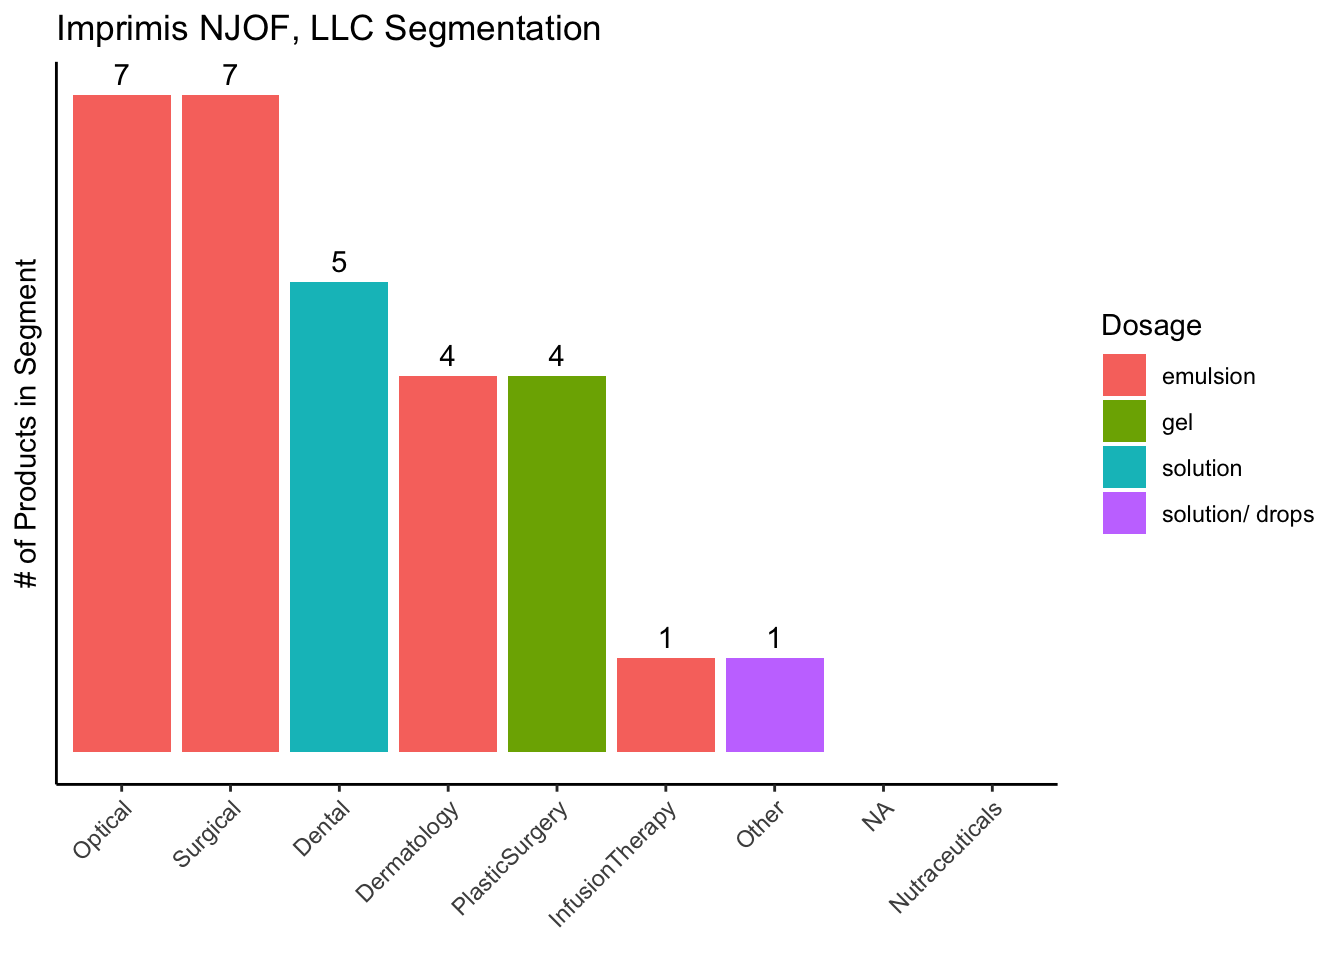 Imprimis NJOF, LLC Segmentation
# of Products in Segment
7
7
5
4
4
1
1
Optical
Surgical
Dental
Dermatology
PlasticSurgery
InfusionTherapy
Other
NA
Nutraceuticals
Dosage
emulsion
gel
solution
solution/ drops